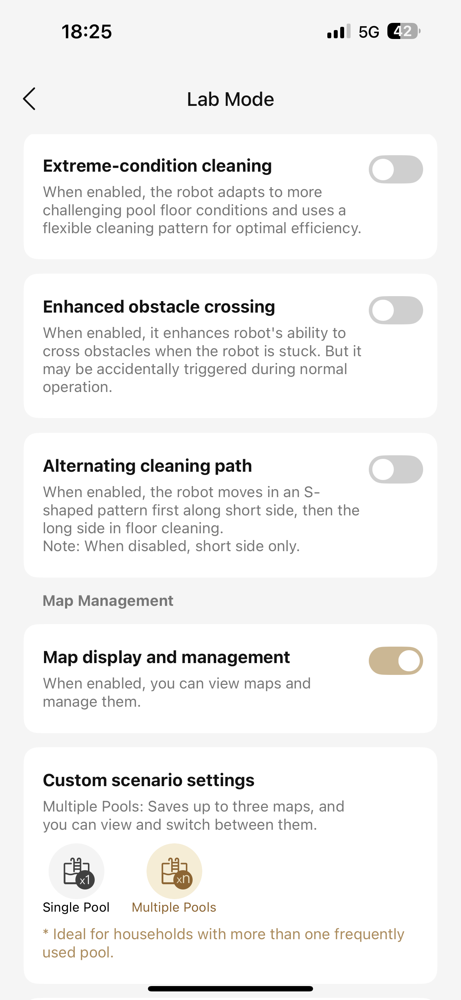 18:25
5G
42
Lab Mode
Extreme-condition cleaning
When enabled, the robot adapts to more
challenging pool floor conditions and uses a
flexible cleaning pattern for optimal efficiency.
Enhanced obstacle crossing
When enabled, it enhances robot's ability to
cross obstacles when the robot is stuck. But it
may be accidentally triggered during normal
operation.
Alternating cleaning path
When enabled, the robot moves in an S-
shaped pattern first along short side, then the
long side in floor cleaning.
Note: When disabled, short side only.
Map Management
Map display and management
When enabled, you can view maps and
manage them.
Custom scenario settings
Multiple Pools: Saves up to three maps, and
you can view and switch between them.
x1
xn
Single Pool
Multiple Pools
* Ideal for households with more than one frequently
used pool.